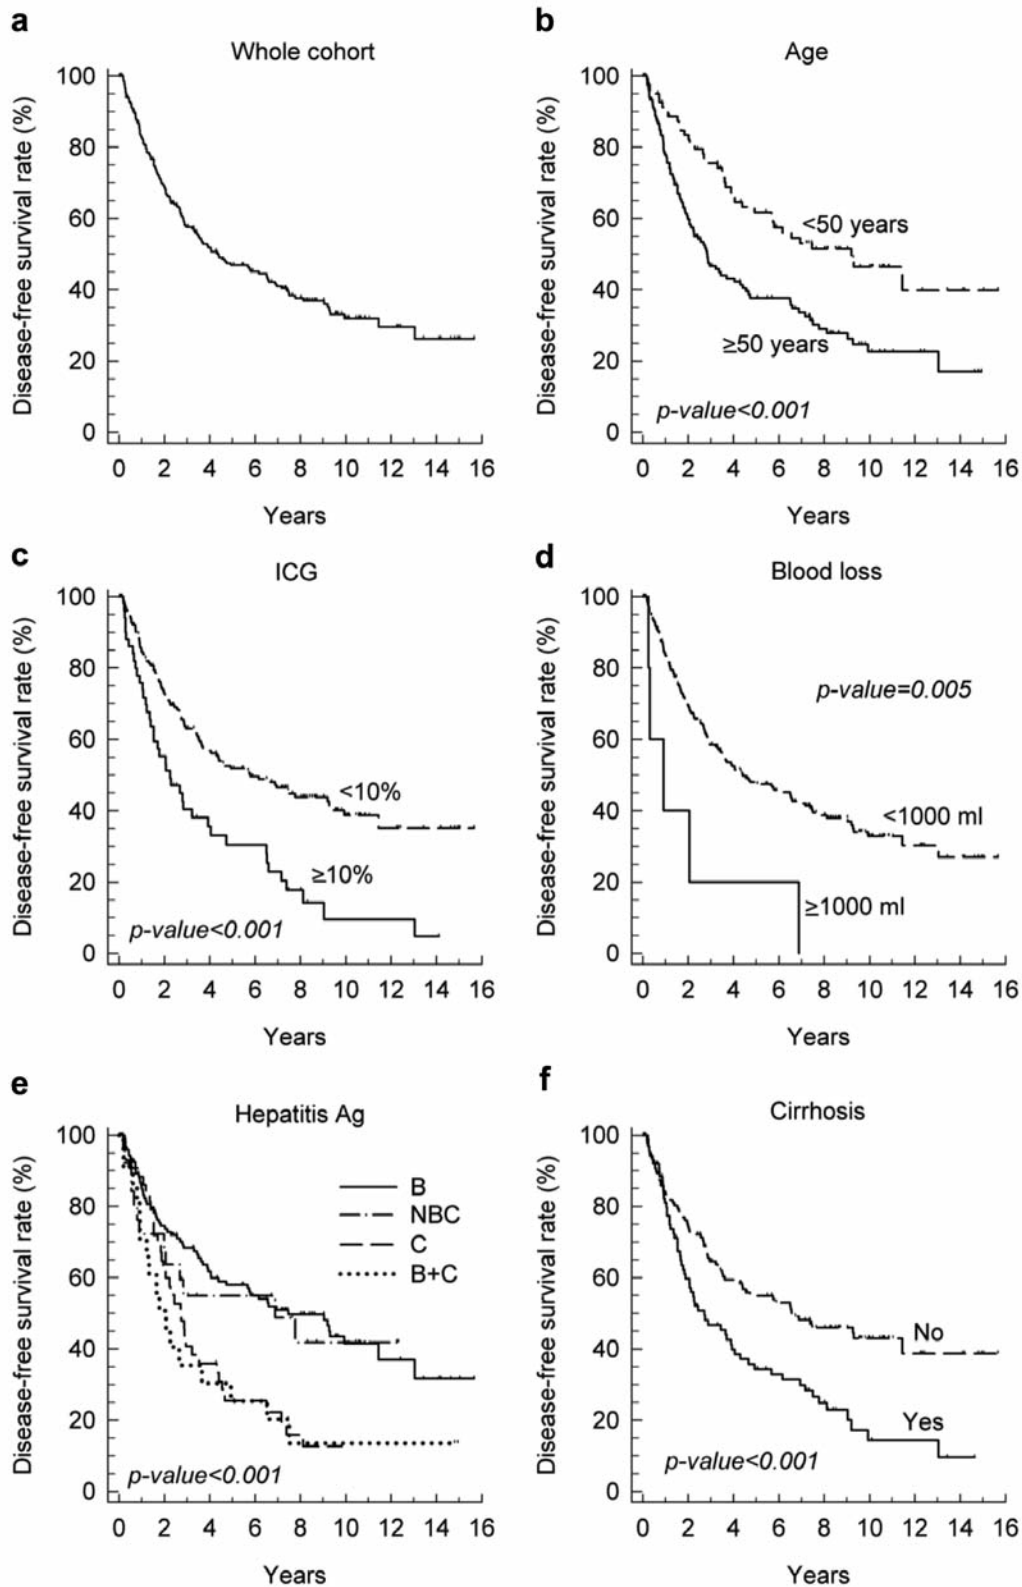 a
Whole cohort
Disease-free survival rate (%)
100
80
60
40
20
0
0 2 4 6 8 10 12 14 16
Years
b
Age
Disease-free survival rate (%)
100
80
60
40
20
0
<50 years
≥50 years
p-value<0.001
0 2 4 6 8 10 12 14 16
Years
c
ICG
Disease-free survival rate (%)
100
80
60
40
20
0
<10%
≥10%
p-value<0.001
0 2 4 6 8 10 12 14 16
Years
d
Blood loss
Disease-free survival rate (%)
100
80
60
40
20
0
p-value=0.005
<1000 ml
≥1000 ml
0 2 4 6 8 10 12 14 16
Years
e
Hepatitis Ag
Disease-free survival rate (%)
100
80
60
40
20
0
B
NBC
C
B+C
p-value<0.001
0 2 4 6 8 10 12 14 16
Years
f
Cirrhosis
Disease-free survival rate (%)
100
80
60
40
20
0
No
Yes
p-value<0.001
0 2 4 6 8 10 12 14 16
Years